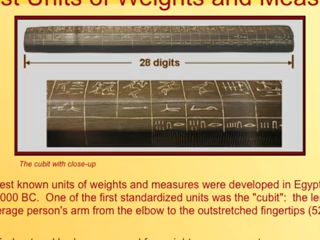 st Units of Weights and Meas
28 digits
The cubit with close-up
est known units of weights and measures were developed in Egypt
000 BC. One of the first standardized units was the "cubit": the le
erage person's arm from the elbow to the outstretched fingertips (52